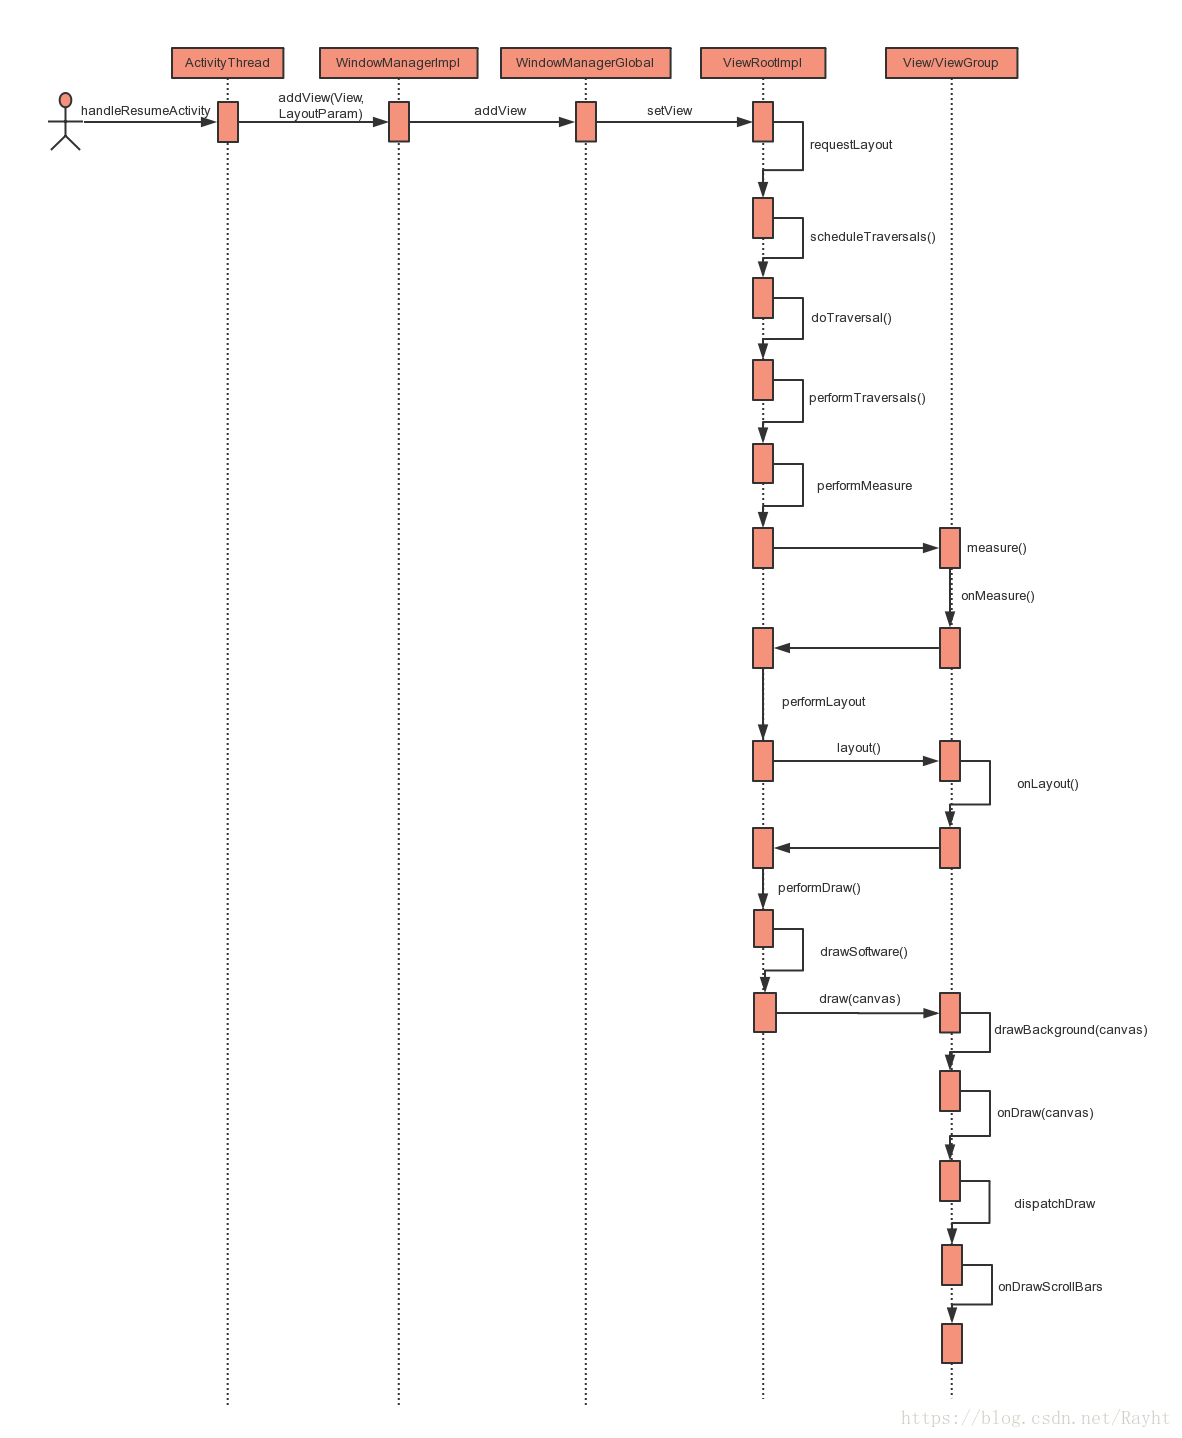 ActivityThread
WindowManagerImpl
WindowManagerGlobal
ViewRootImpl
View/ViewGroup
handleResumeActivity
addView(View,
LayoutParam)
addView
setView
requestLayout
scheduleTraversals()
doTraversal()
performTraversals()
performMeasure
measure()
onMeasure()
performLayout
layout()
onLayout()
performDraw()
drawSoftware()
draw(canvas)
drawBackground(canvas)
onDraw(canvas)
dispatchDraw
onDrawScrollBars
https://blog.csdn.net/Rayht